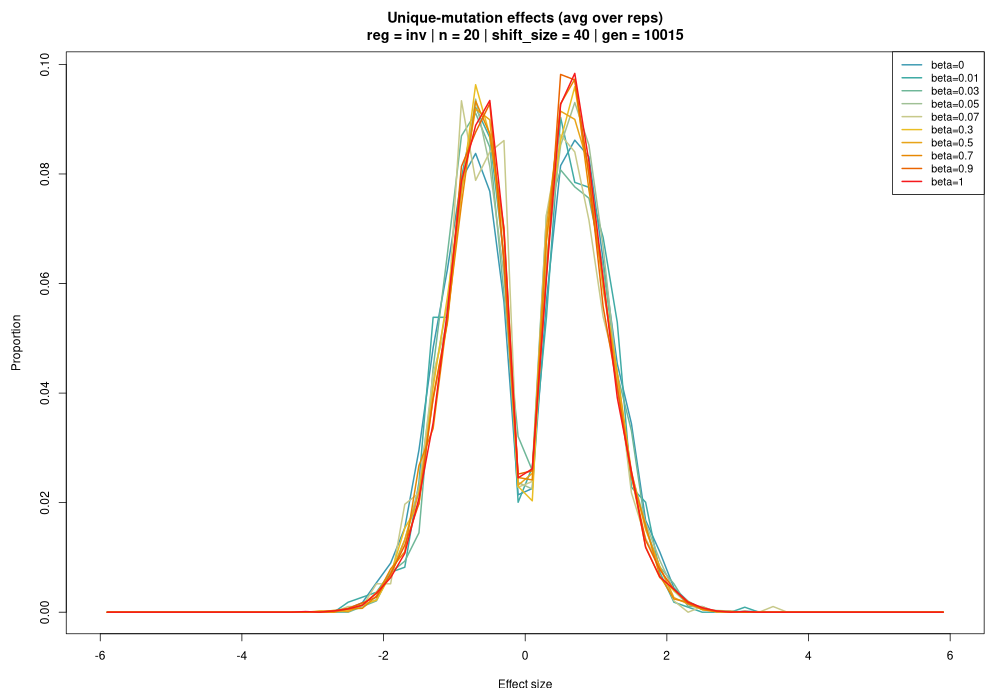 Unique-mutation effects (avg over reps)
reg = inv | n = 20 | shift_size = 40 | gen = 10015
beta=0
beta=0.01
beta=0.03
beta=0.05
beta=0.07
beta=0.3
beta=0.5
beta=0.7
beta=0.9
beta=1
Proportion
0.10
0.08
0.06
0.04
0.02
0.00
-6
-4
-2
0
2
4
6
Effect size